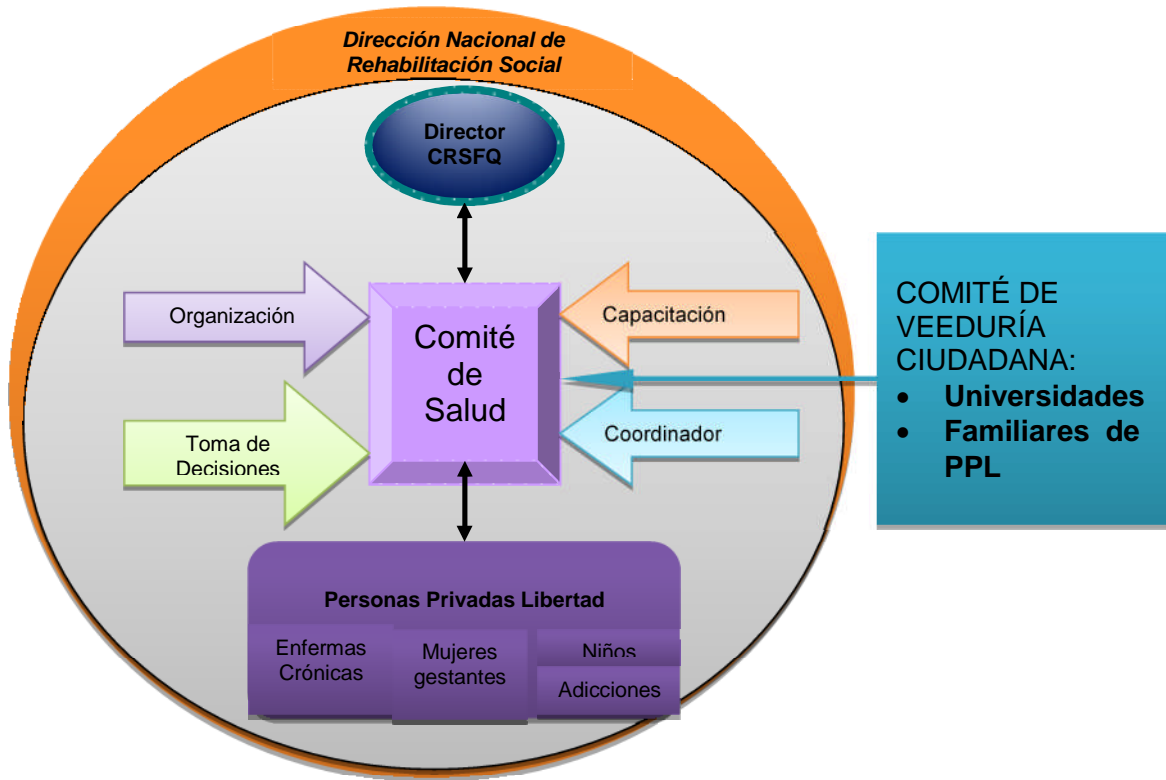 Dirección Nacional de
Rehabilitación Social
Director
CRSFQ
Organización
Capacitación
Comité
de
Salud
Toma de
Decisiones
Coordinador
COMITÉ DE
VEEDURÍA
CIUDADANA:
• Universidades
• Familiares de
PPL
Personas Privadas Libertad
Enfermas
Crónicas
Mujeres
gestantes
Niños
Adicciones